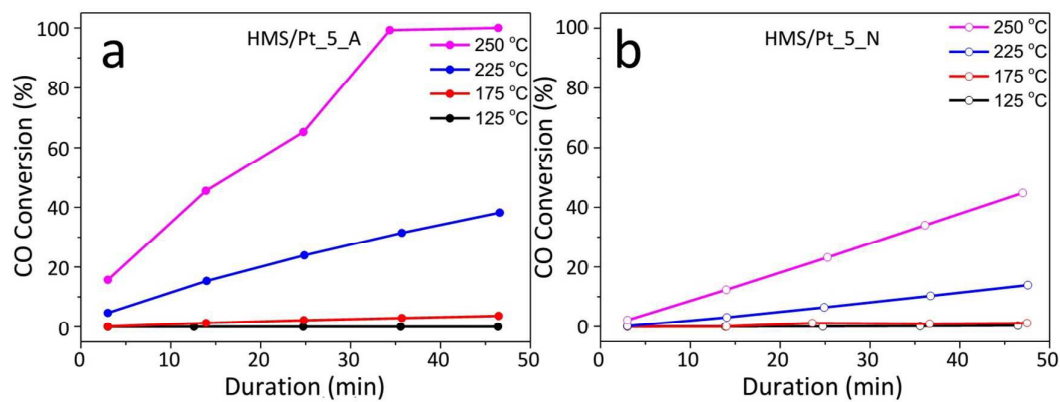 a
HMS/Pt_5_A
250 °C
225 °C
175 °C
125 °C
CO Conversion (%)
100
80
60
40
20
0
0 10 20 30 40 50
Duration (min)
b
HMS/Pt_5_N
250 °C
225 °C
175 °C
125 °C
CO Conversion (%)
100
80
60
40
20
0
0 10 20 30 40 50
Duration (min)